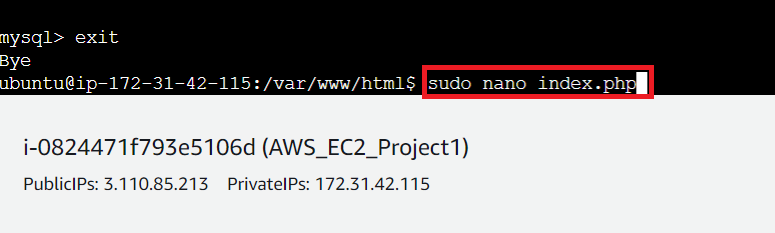 mysql> exit
Bye
ubuntu@ip-172-31-42-115:/var/www/html$ sudo nano index.php
i-0824471f793e5106d (AWS_EC2_Project1)
PublicIPs: 3.110.85.213 PrivateIPs: 172.31.42.115